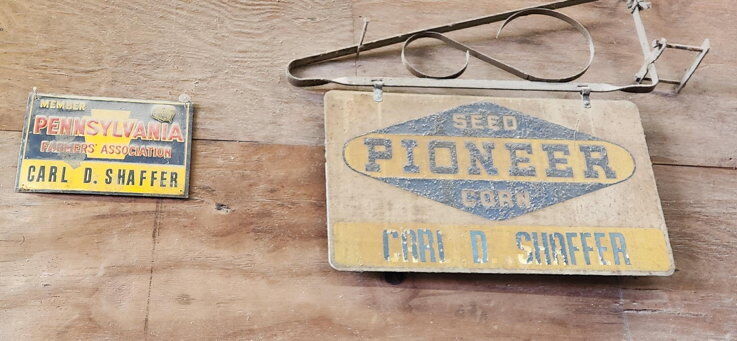 MEMBER
PENNSYLVANIA
FARMERS' ASSOCIATION
CARL D. SHAFFER
SEED
PIONEER
CORN
CARL D. SHAFFER